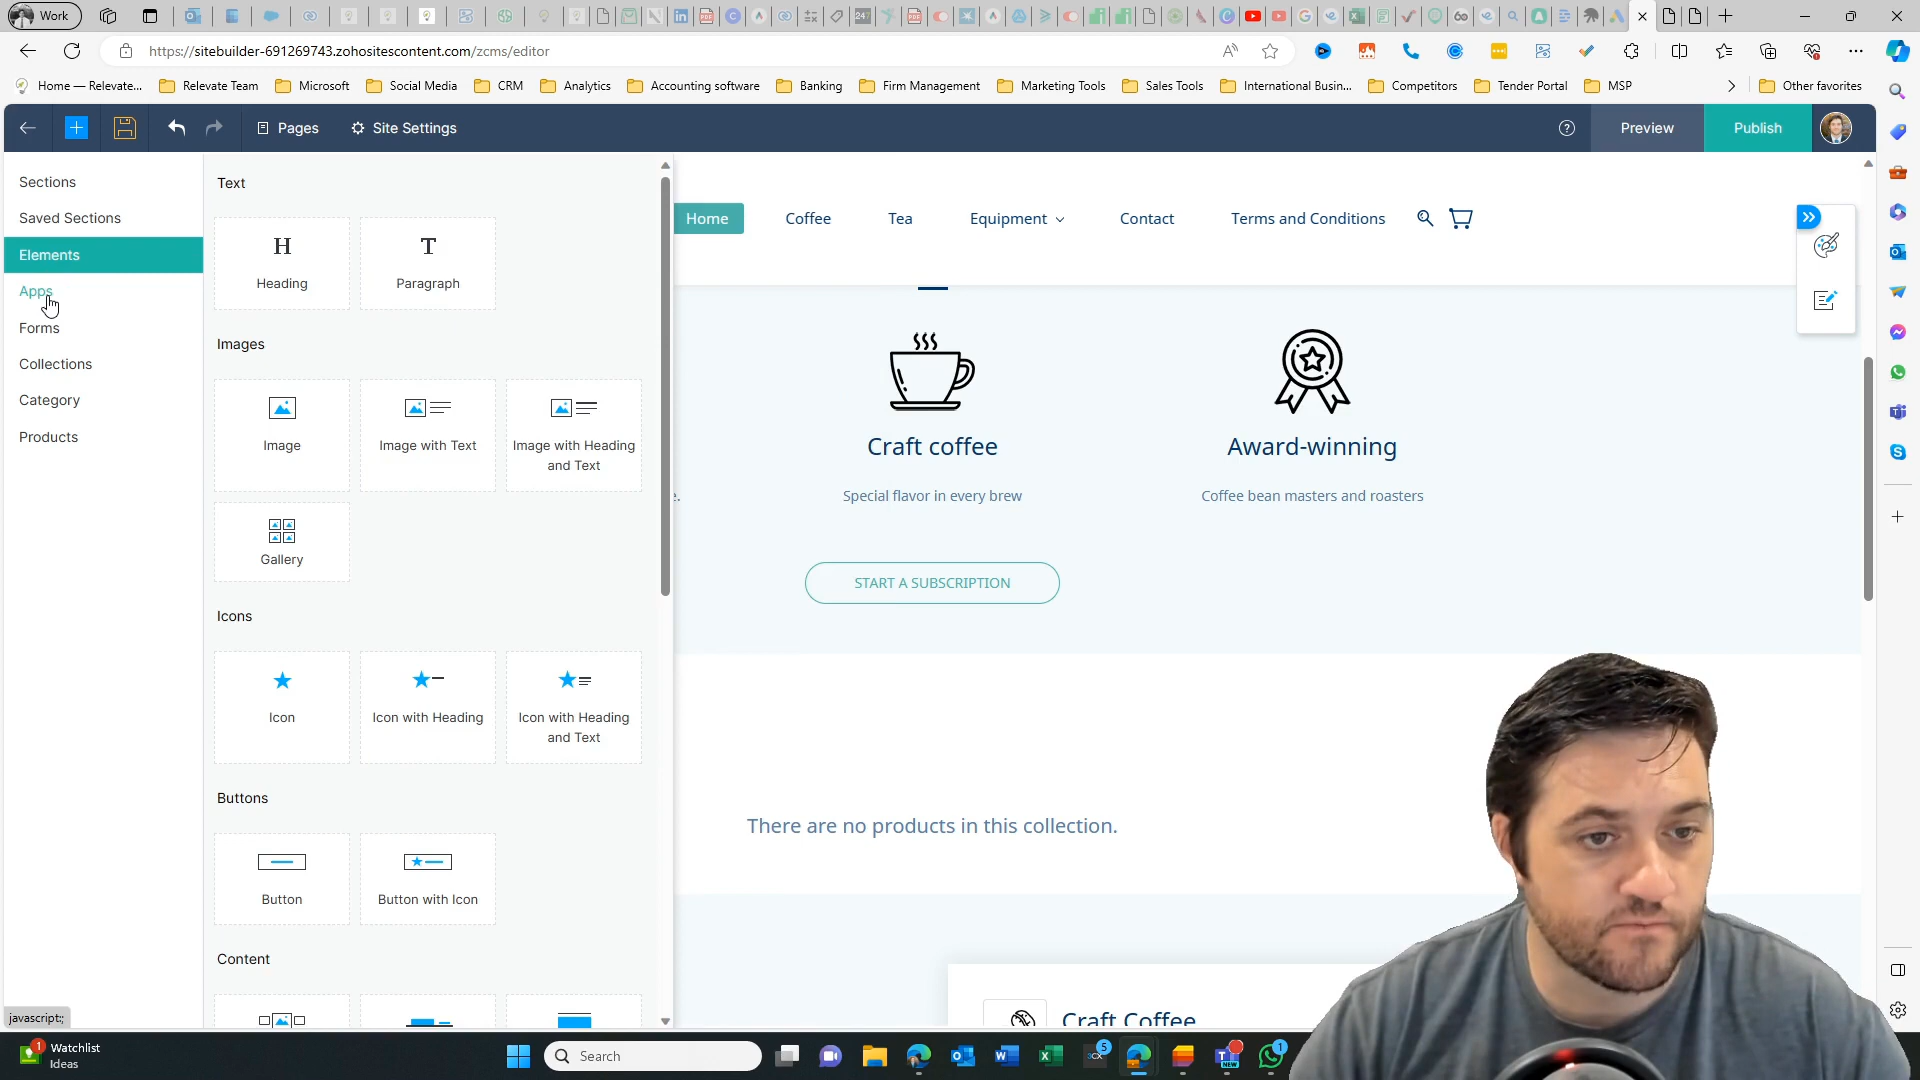 Work
https://sitebuilder-691269743.zohositescontent.com/zcms/editor
Home — Relevate...
Relevate Team
Microsoft
Social Media
CRM
Analytics
Accounting software
Banking
Firm Management
Marketing Tools
Sales Tools
International Busin...
Competitors
Tender Portal
MSP
Other favorites
Pages
Site Settings
Preview
Publish
Sections
Saved Sections
Elements
Apps
Forms
Collections
Category
Products
Text
H
Heading
T
Paragraph
Images
Image
Image with Text
Image with Heading
and Text
Gallery
Icons
Icon
Icon with Heading
Icon with Heading
and Text
Buttons
Button
Button with Icon
Content
Home
Coffee
Tea
Equipment
Contact
Terms and Conditions
Craft coffee
Special flavor in every brew
Award-winning
Coffee bean masters and roasters
START A SUBSCRIPTION
There are no products in this collection.
Craft Coffee
javascript:;
1
Watchlist
Ideas
Search
3CX
5
NEW
1